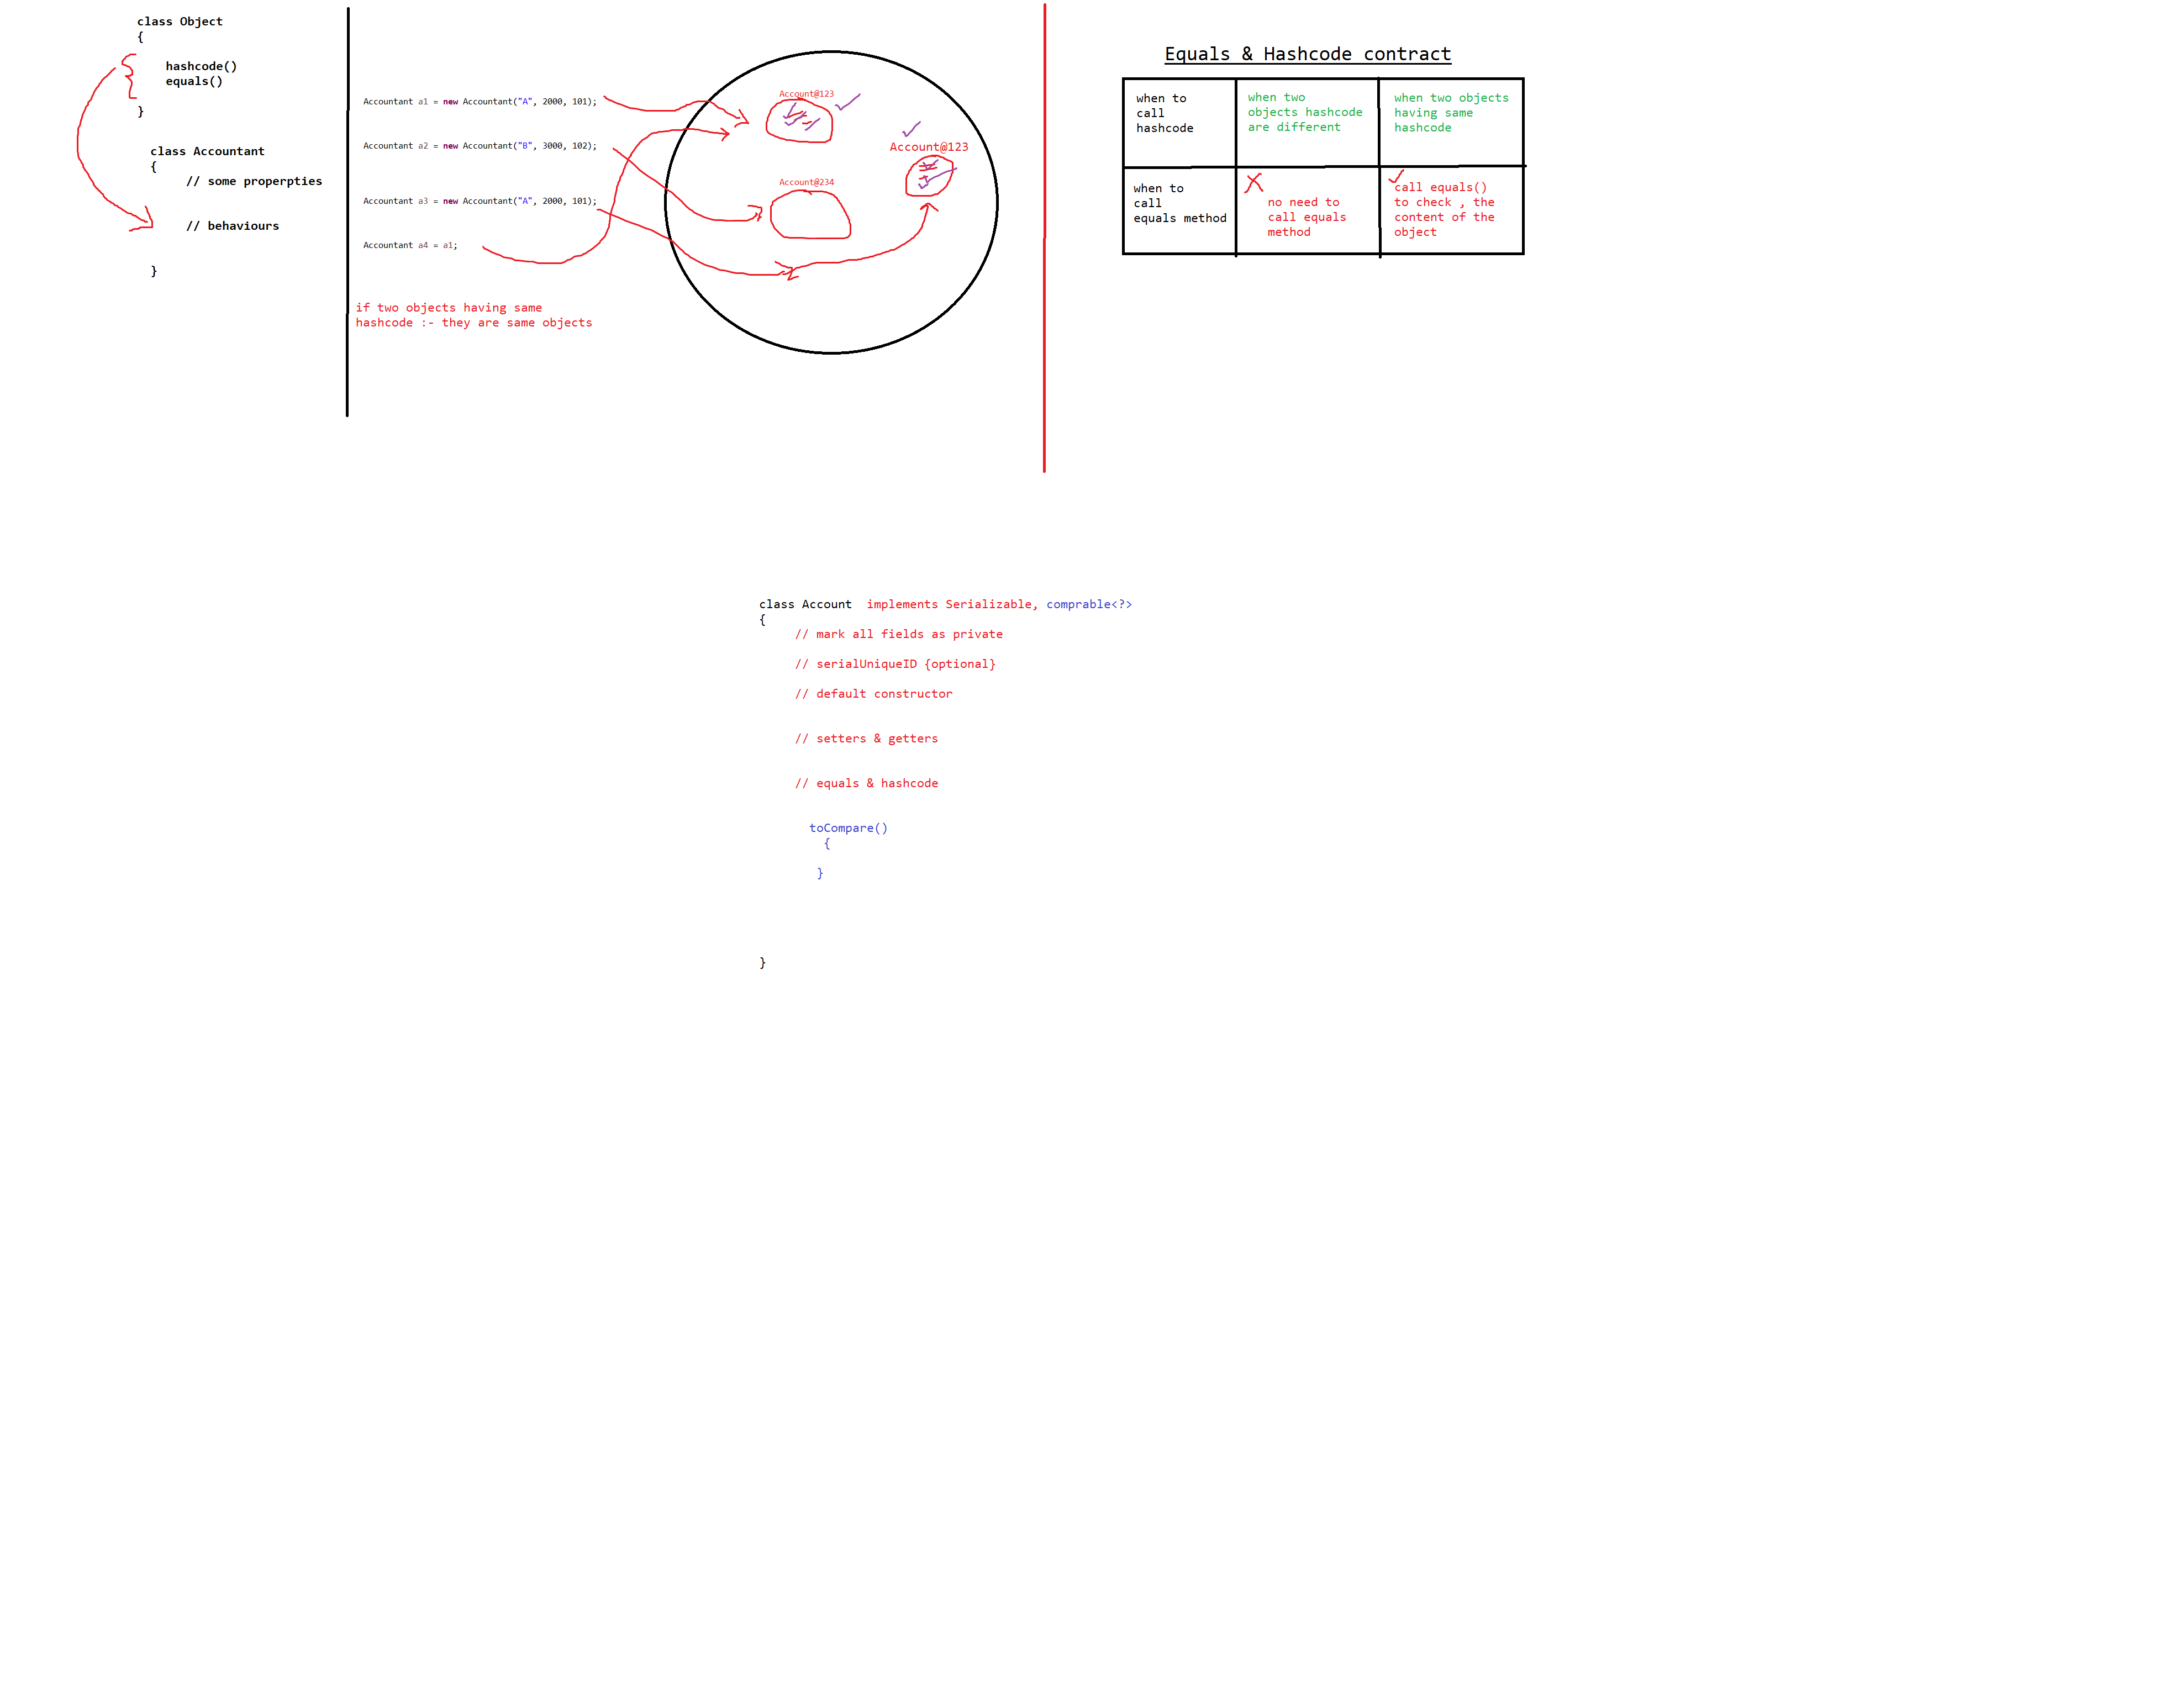 class Object
{
hashcode()
equals()
}
class Accountant
{
// some properpties
// behaviours
}
Accountant a1 = new Accountant("A", 2000, 101);
Accountant a2 = new Accountant("B", 3000, 102);
Accountant a3 = new Accountant("A", 2000, 101);
Accountant a4 = a1;
if two objects having same
hashcode :- they are same objects
Account@123
Account@123
Account@234
Equals & Hashcode contract
when to
call
hashcode
when two
objects hashcode
are different
when two objects
having same
hashcode
when to
call
equals method
no need to
call equals
method
call equals()
to check , the
content of the
object
class Account  implements Serializable, comprable<?>
{
// mark all fields as private
// serialUniqueID {optional}
// default constructor
// setters & getters
// equals & hashcode
toCompare()
{
}
}